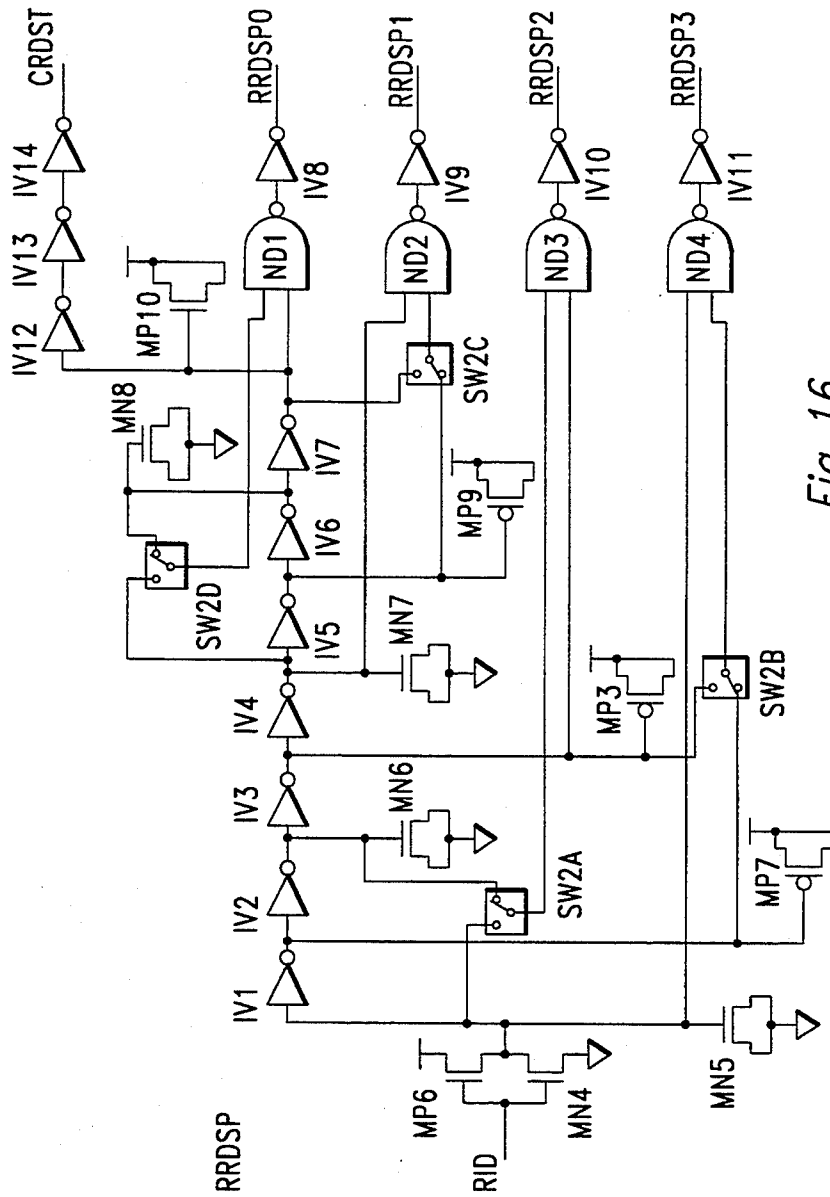 CRDST
IV12
IV13
IV14
MP10
MN8
RRDSP0
ND1
IV8
SW2D
IV1
IV2
IV3
IV4
IV5
IV6
IV7
RRDSP1
ND2
IV9
SW2C
MP9
MN7
MN6
RRDSP2
ND3
IV10
SW2A
MP3
RRDSP
RRDSP3
ND4
IV11
SW2B
MP6
MN4
RID
MN5
MP7
Fig. 16